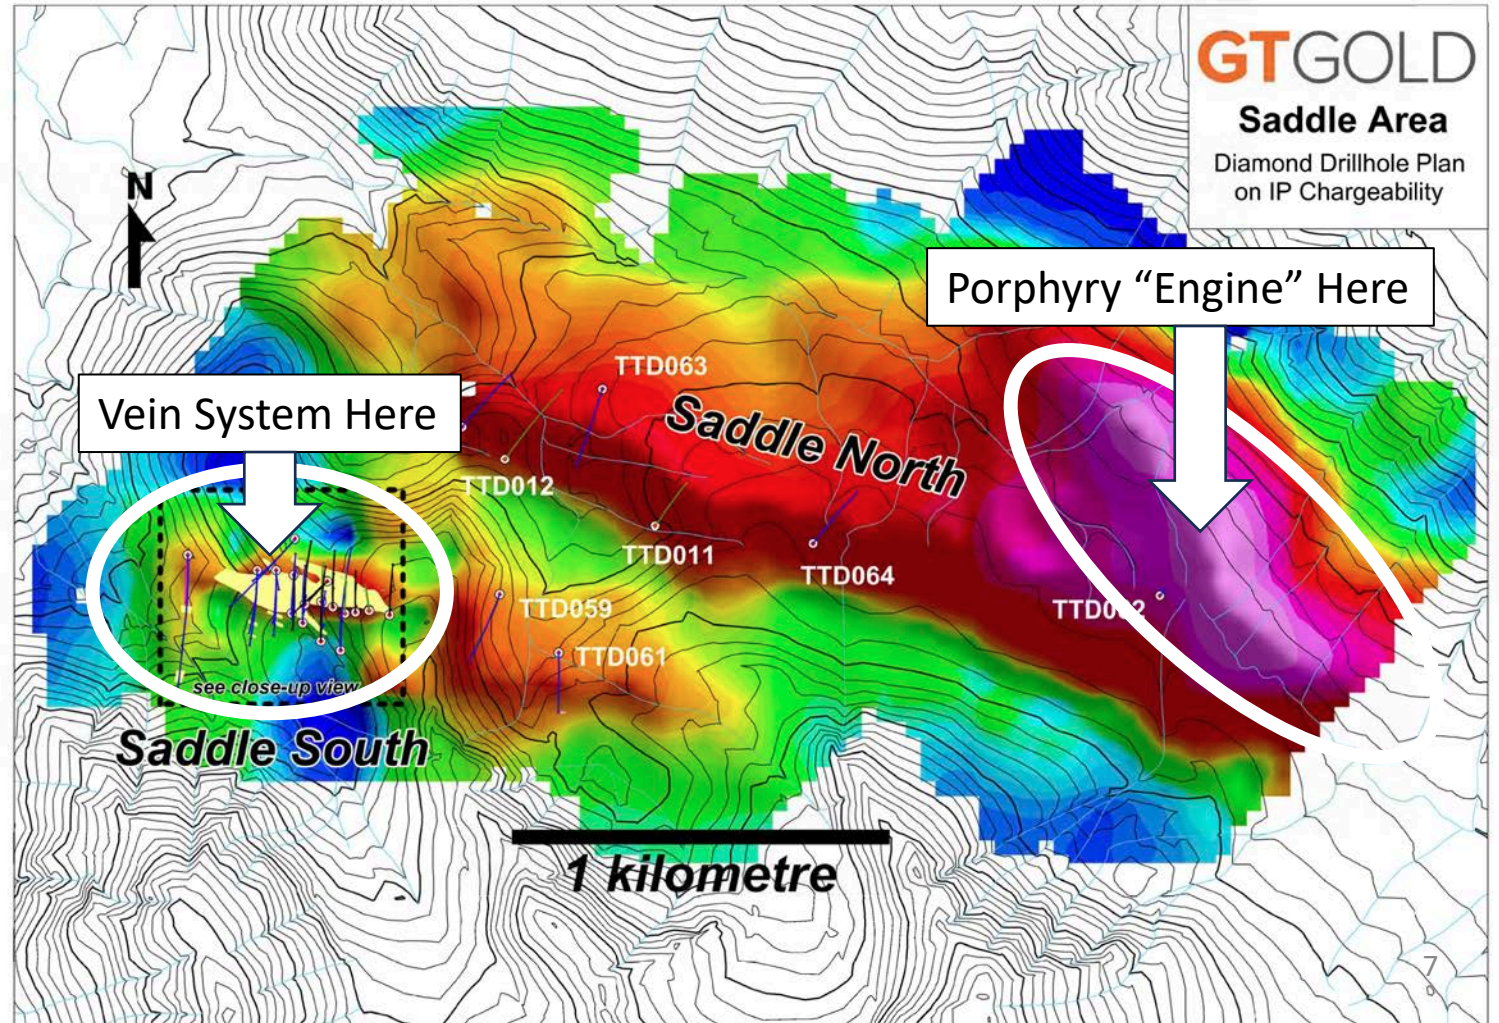 GTGOLD
Saddle Area
Diamond Drillhole Plan
on IP Chargeability
N
Porphyry “Engine” Here
Vein System Here
TTD063
Saddle North
TTD012
TTD011
TTD064
TTD059
TTD061
see close-up view
Saddle South
1 kilometre
7